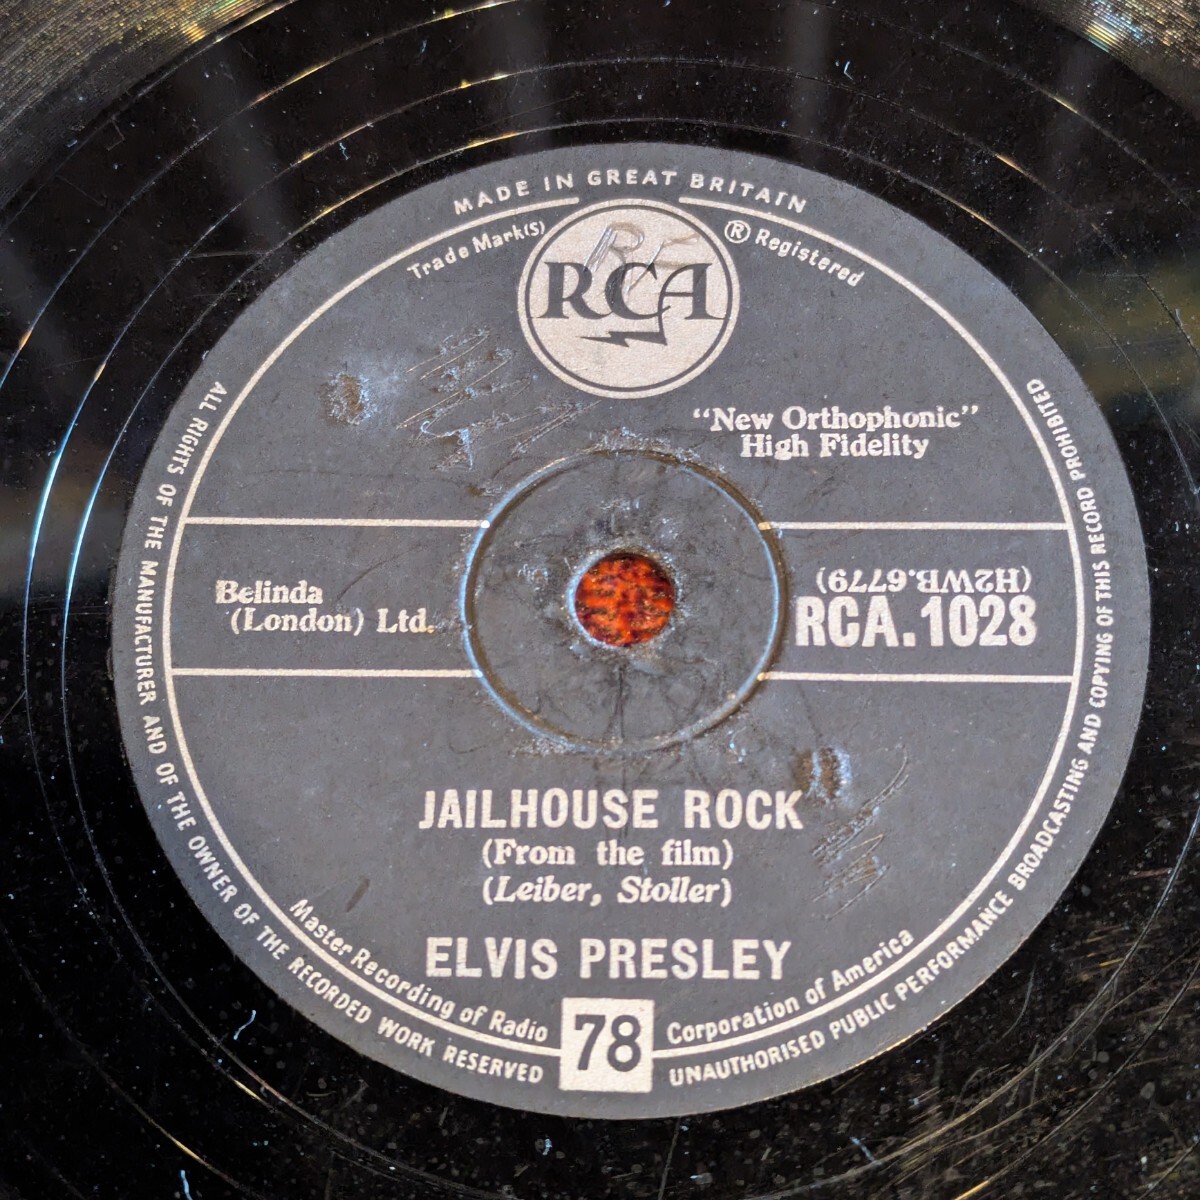 MADE IN GREAT BRITAIN
Trade Mark(s)
® Registered
RCA
"New Orthophonic"
High Fidelity
Belinda
(London) Ltd.
(H2WB.6779)
RCA.1028
JAILHOUSE ROCK
(From the film)
(Leiber, Stoller)
ELVIS PRESLEY
Master Recording of Radio Corporation of America
78
ALL RIGHTS OF THE MANUFACTURER AND OF THE OWNER OF THE RECORDED WORK RESERVED
UNAUTHORISED PUBLIC PERFORMANCE BROADCASTING AND COPYING OF THIS RECORD PROHIBITED